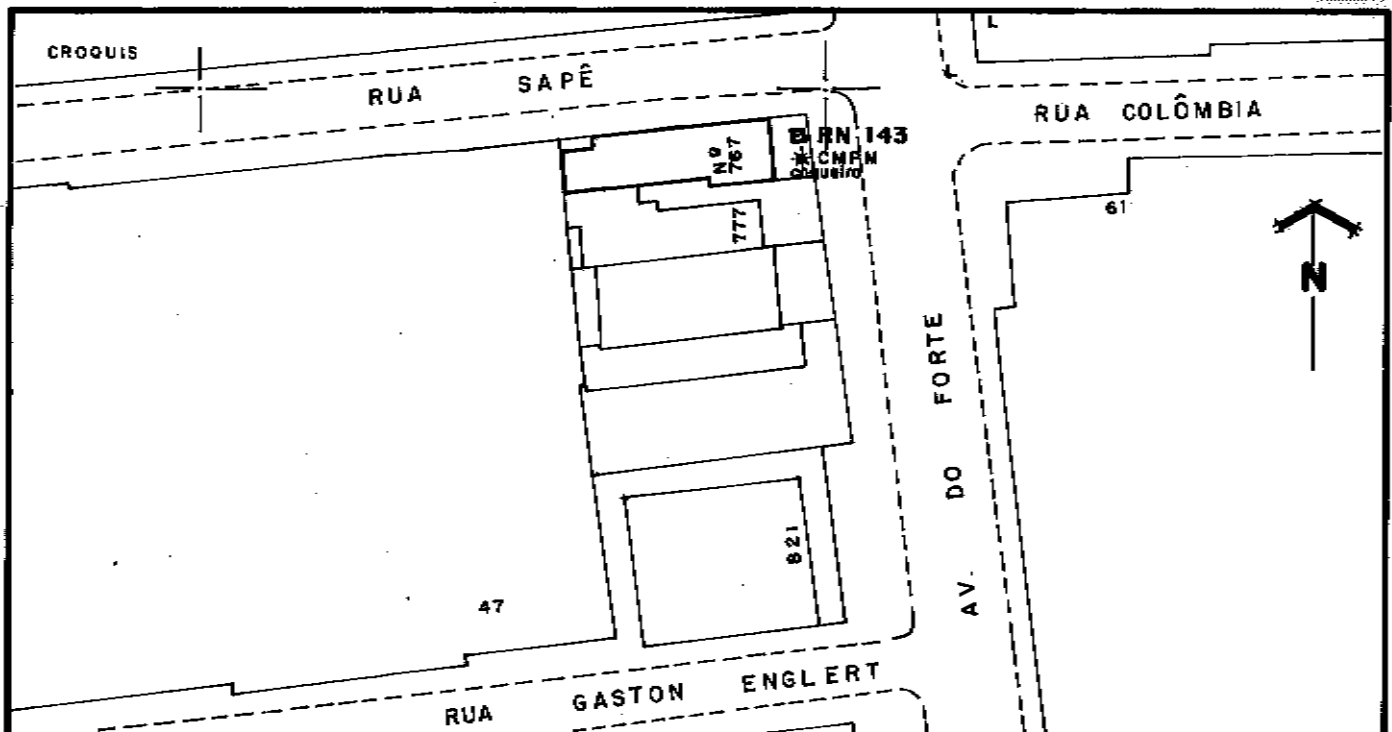 CROQUIS
L
RUA SAPÊ
RUA COLÔMBIA
RN 143
CMPM
coqueiro
Nº 767
777
61
N
AV. DO FORTE
821
47
RUA GASTON ENGLERT